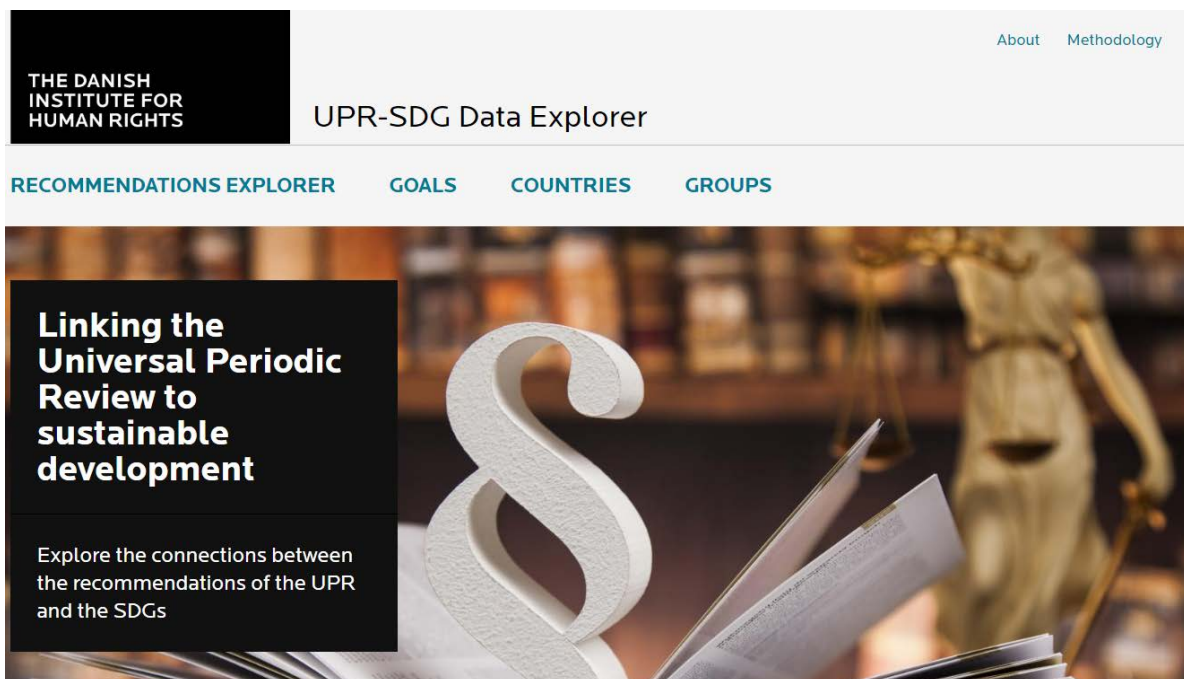 About Methodology
THE DANISH
INSTITUTE FOR
HUMAN RIGHTS
UPR-SDG Data Explorer
RECOMMENDATIONS EXPLORER GOALS COUNTRIES GROUPS
Linking the
Universal Periodic
Review to
sustainable
development
Explore the connections between
the recommendations of the UPR
and the SDGs
§